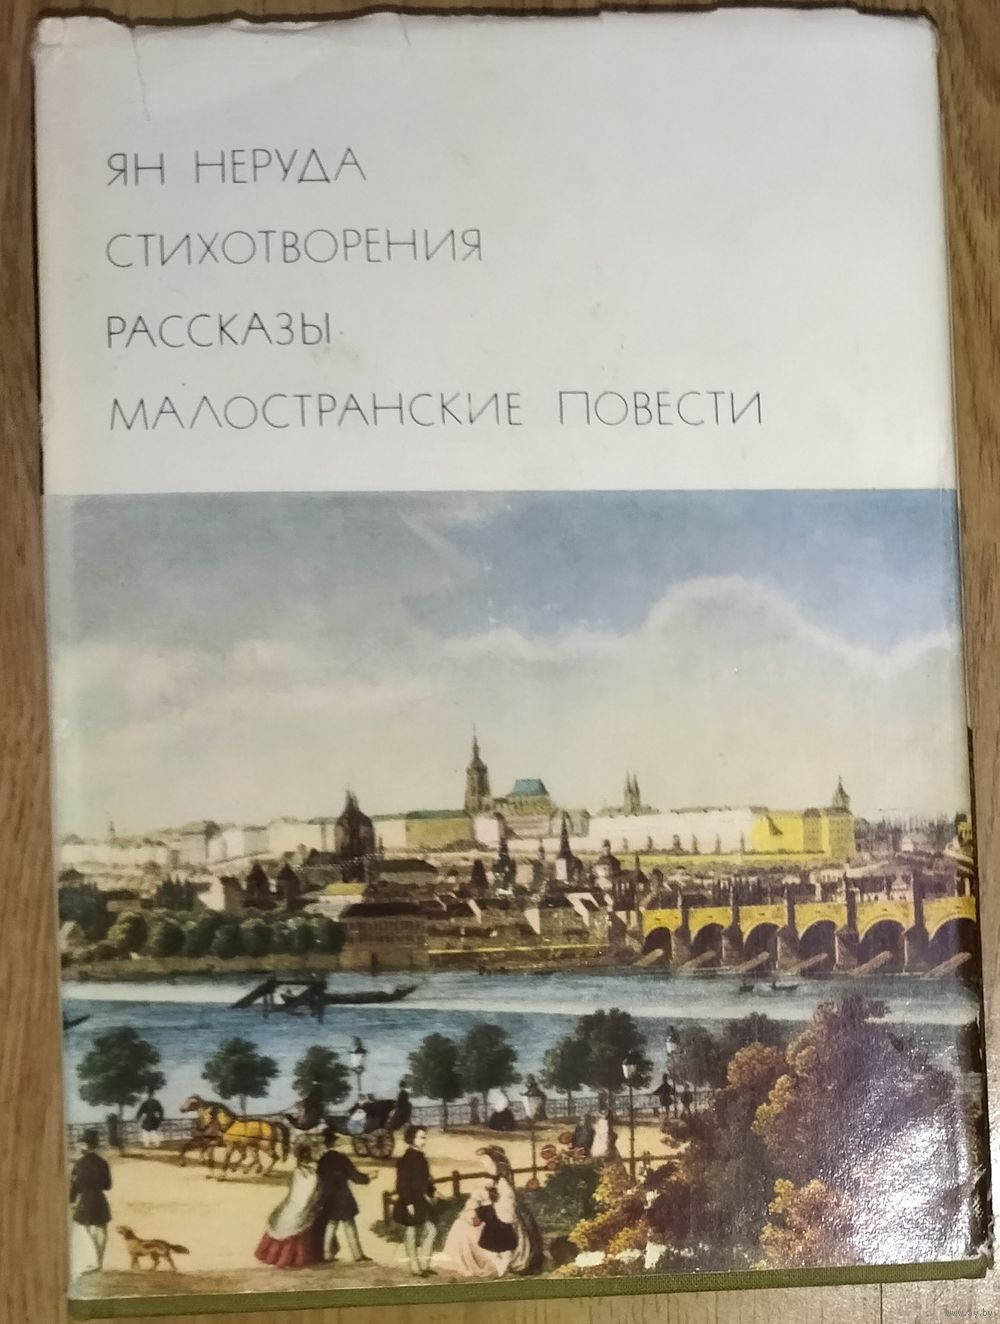 ЯН НЕРУДА
СТИХОТВОРЕНИЯ
РАССКАЗЫ
МАЛОСТРАНСКИЕ ПОВЕСТИ